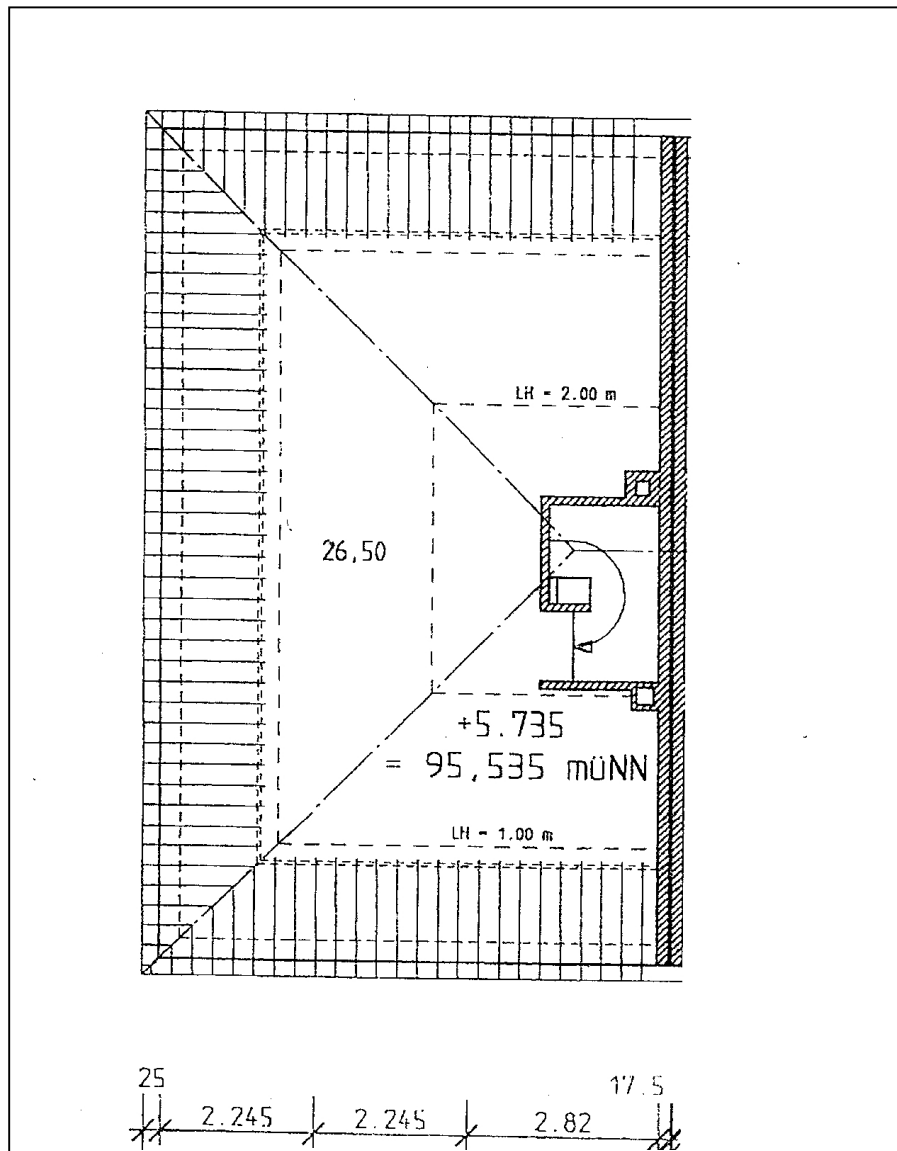 LH = 2.00 m
26,50
+5.735
= 95,535 müNN
LH = 1.00 m
25
17.5
2.245
2.245
2.82